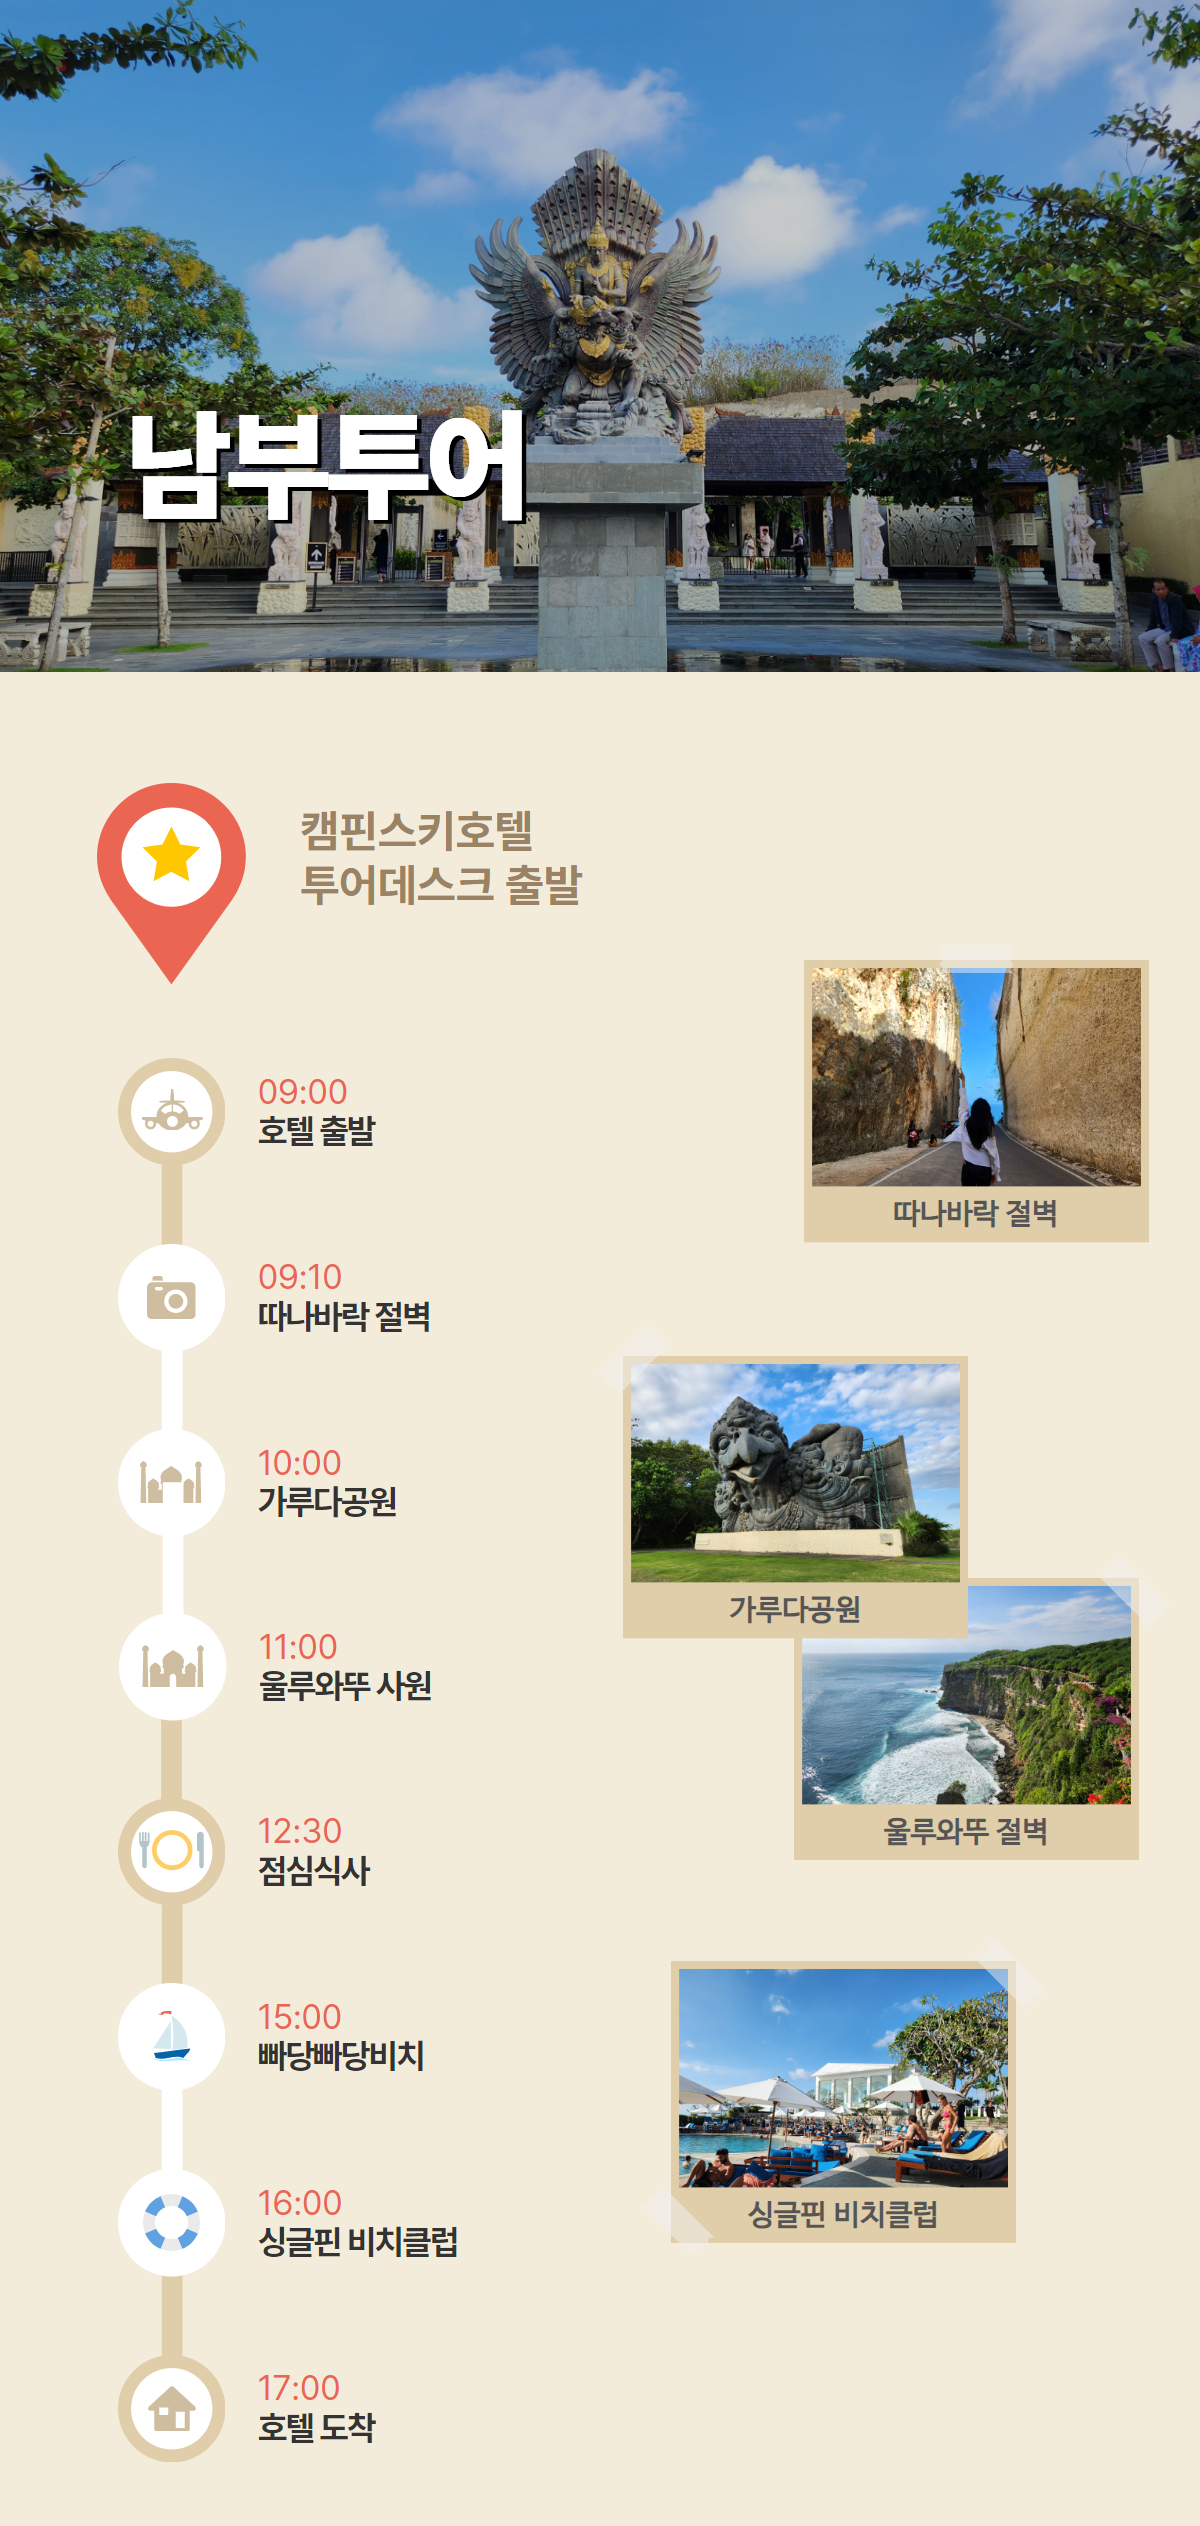 남부투어
캠핀스키호텔
투어데스크 출발
09:00
호텔 출발
09:10
따나바락 절벽
10:00
가루다공원
11:00
울루와뚜 사원
12:30
점심식사
15:00
빠당빠당비치
16:00
싱글핀 비치클럽
17:00
호텔 도착
따나바락 절벽
가루다공원
울루와뚜 절벽
싱글핀 비치클럽